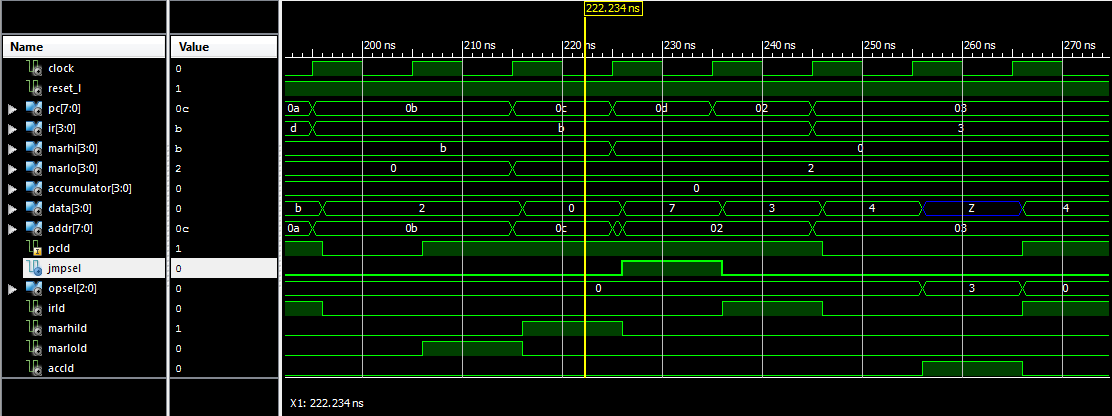 222.234 ns
Name Value
200 ns 210 ns 220 ns 230 ns 240 ns 250 ns 260 ns 270 ns
clock 0
reset_l 1
pc[7:0] 0c 0a 0b 0c 0d 02 03
ir[3:0] b d b 3
marhi[3:0] b b 0
marlo[3:0] 2 0 2
accumulator[3:0] 0 0
data[3:0] 0 b 2 0 7 3 4 Z 4
addr[7:0] 0c 0a 0b 0c 02 03
pcld 1
jmpsel 0
opsel[2:0] 0 0 3 0
irld 0
marhild 1
marlold 0
accld 0
X1: 222.234 ns